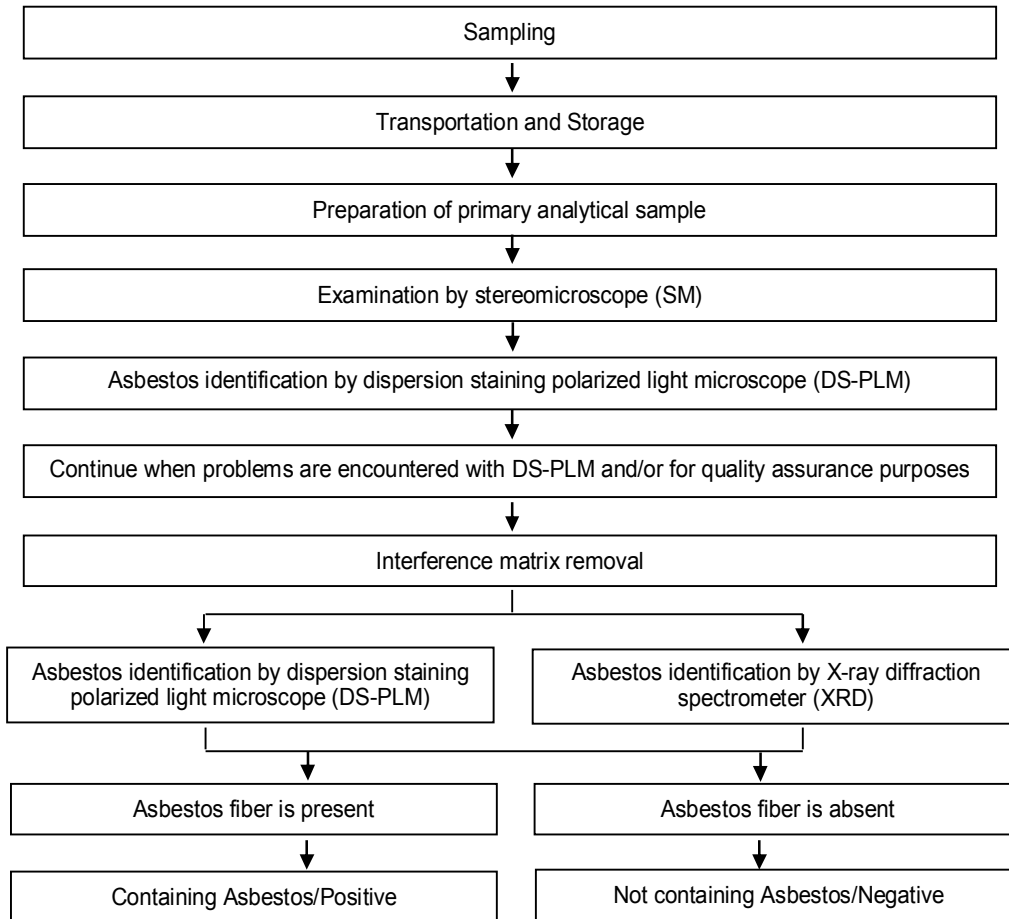 Sampling
Transportation and Storage
Preparation of primary analytical sample
Examination by stereomicroscope (SM)
Asbestos identification by dispersion staining polarized light microscope (DS-PLM)
Continue when problems are encountered with DS-PLM and/or for quality assurance purposes
Interference matrix removal
Asbestos identification by dispersion staining
polarized light microscope (DS-PLM)
Asbestos identification by X-ray diffraction
spectrometer (XRD)
Asbestos fiber is present
Asbestos fiber is absent
Containing Asbestos/Positive
Not containing Asbestos/Negative